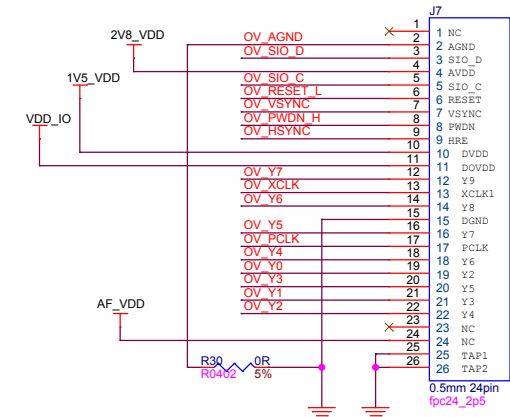 J7
1 1 NC
OV_AGND 2 2 AGND
OV_SIO_D 3 3 SIO_D
2V8_VDD 4 4 AVDD
OV_SIO_C 5 5 SIO_C
OV_RESET_L 6 6 RESET
OV_VSYNC 7 7 VSYNC
OV_PWDN_H 8 8 PWDN
OV_HSYNC 9 9 HRE
1V5_VDD 10 10 DVDD
VDD_IO 11 11 DOVDD
OV_Y7 12 12 Y9
OV_XCLK 13 13 XCLK1
OV_Y6 14 14 Y8
15 15 DGND
OV_Y5 16 16 Y7
OV_PCLK 17 17 PCLK
OV_Y4 18 18 Y6
OV_Y0 19 19 Y2
OV_Y3 20 20 Y5
OV_Y1 21 21 Y3
OV_Y2 22 22 Y4
23 23 NC
AF_VDD 24 24 NC
25 25 TAP1
26 26 TAP2
R30 0R
R0402 5%
0.5mm 24pin
fpc24_2p5